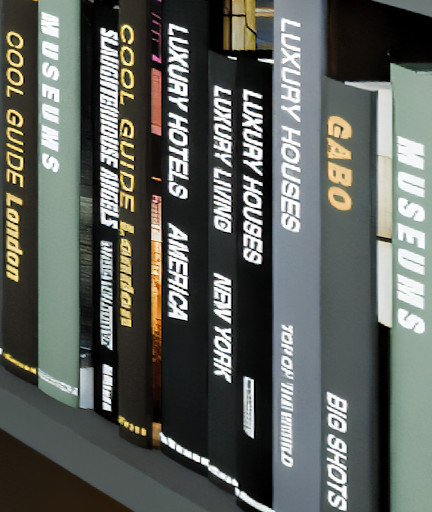 COOL GUIDE London
MUSEUMS
SLAUGHTERHOUSE ANGELS
COOL GUIDE London
LUXURY HOTELS AMERICA
LUXURY LIVING NEW YORK
LUXURY HOUSES
LUXURY HOUSES TOP OF THE WORLD
GABO BIG SHOTS
MUSEUMS